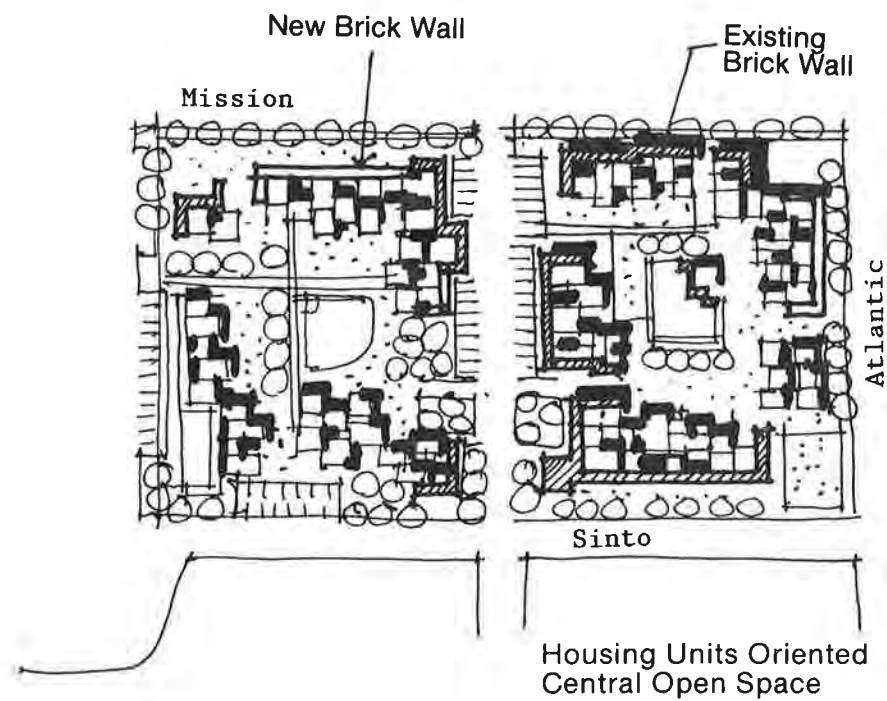 New Brick Wall
Existing
Brick Wall
Mission
Atlantic
Sinto
Housing Units Oriented
Central Open Space